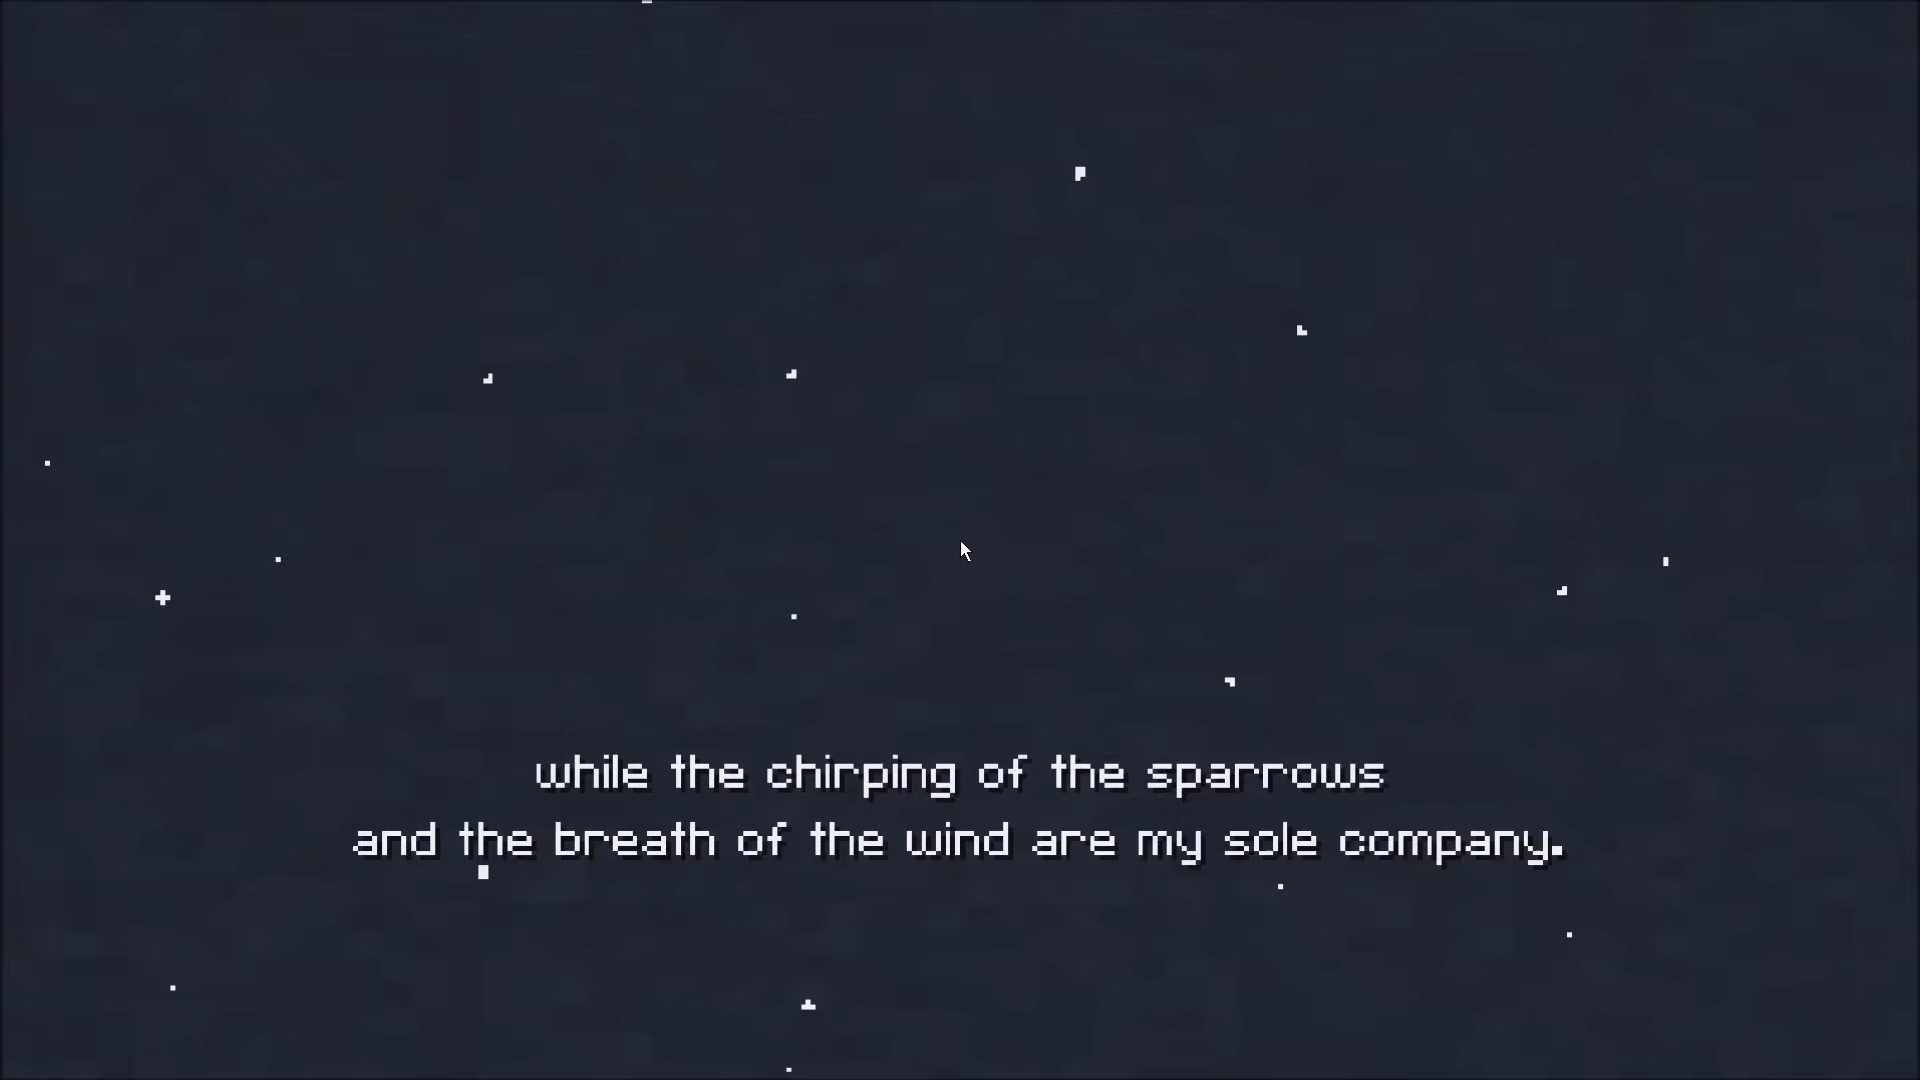 while the chirping of the sparrows
and the breath of the wind are my sole company.